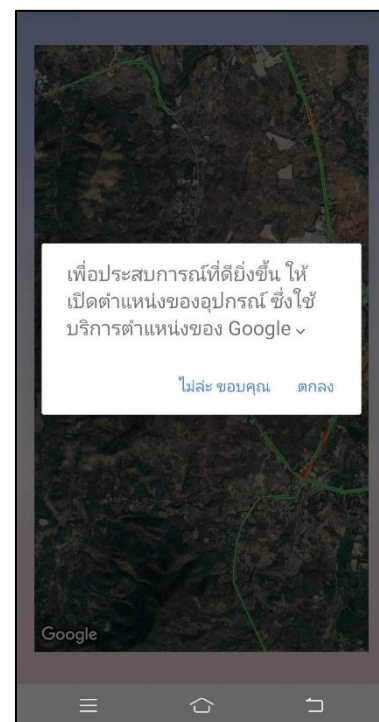 เพื่อประสบการณ์ที่ดียิ่งขึ้น ให้
เปิดตำแหน่งของอุปกรณ์ ซึ่งใช้
บริการตำแหน่งของ Google
ไม่ล่ะ ขอบคุณ ตกลง
Google